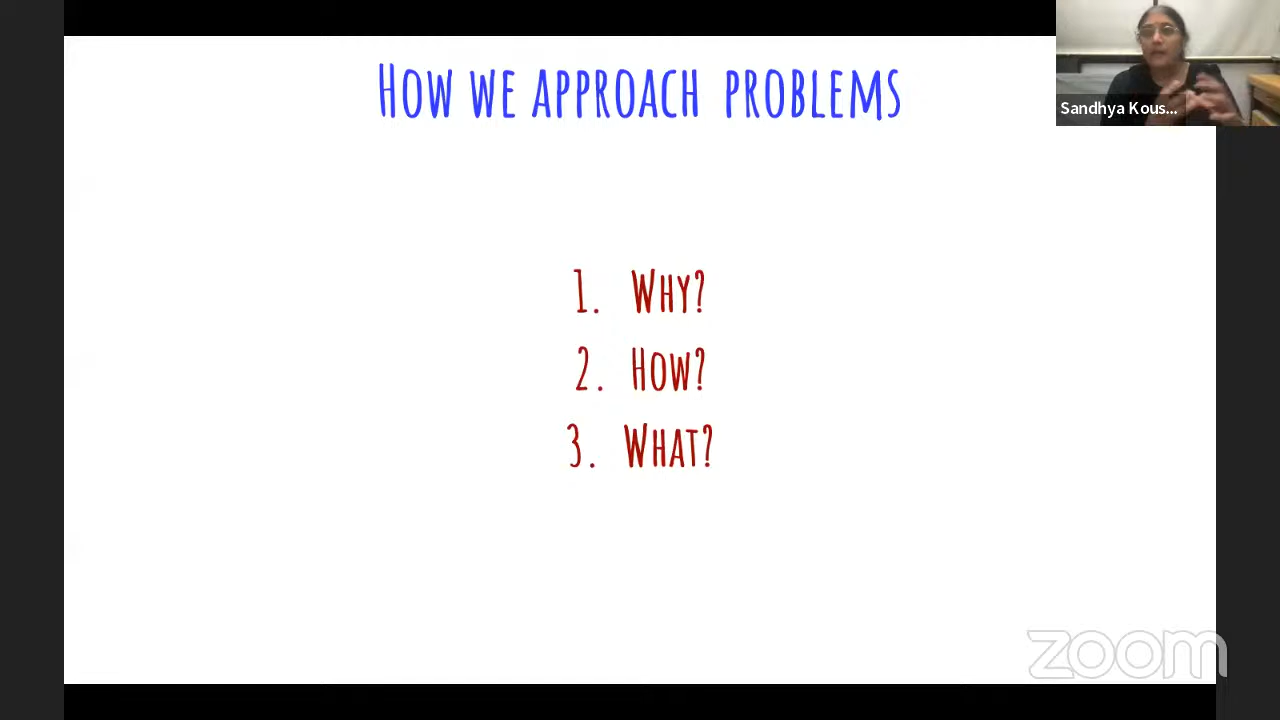 How we approach problems
Sandhya Kous...
1. Why?
2. How?
3. What?
zoom